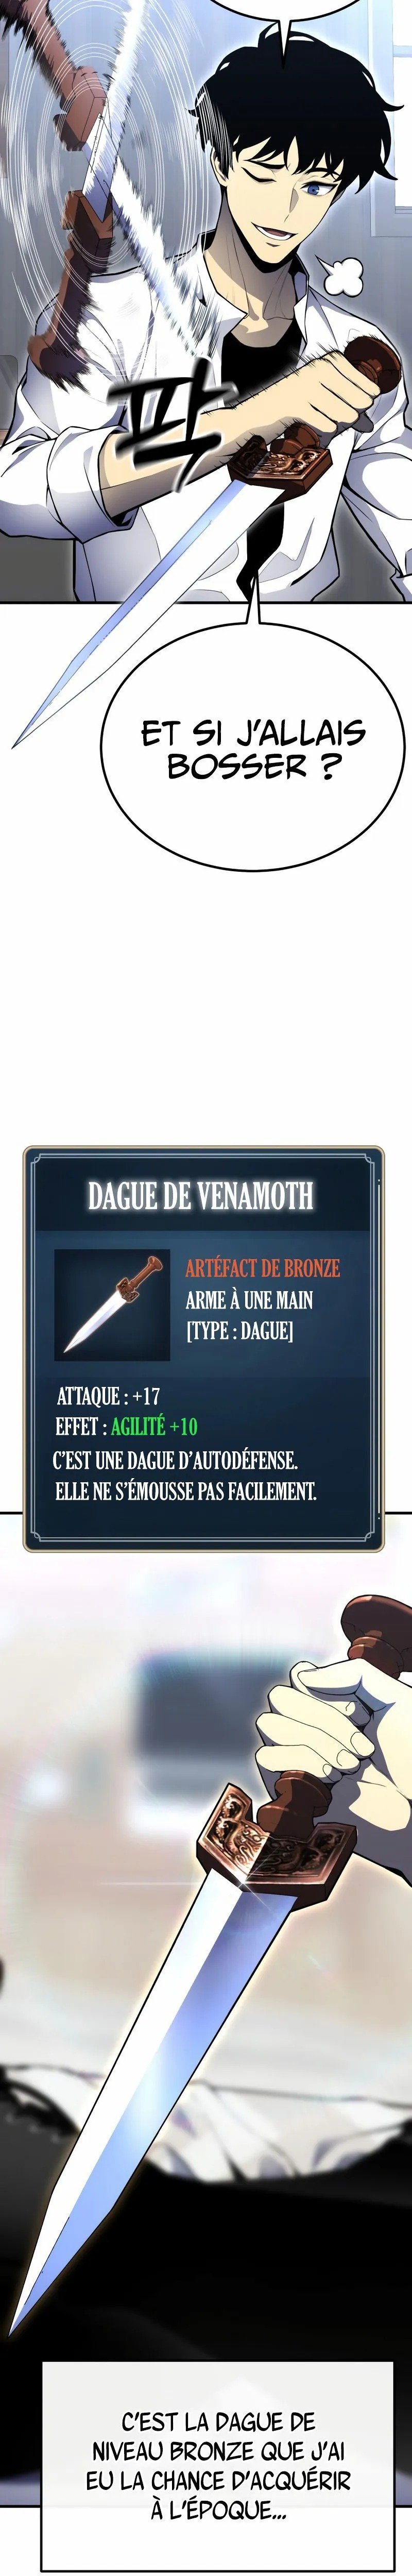 팍
ET SI J'ALLAIS
BOSSER ?
DAGUE DE VENAMOTH
ARTÉFACT DE BRONZE
ARME À UNE MAIN
[TYPE : DAGUE]
ATTAQUE : +17
EFFET : AGILITÉ +10
C'EST UNE DAGUE D'AUTODÉFENSE.
ELLE NE S'ÉMOUSSE PAS FACILEMENT.
C'EST LA DAGUE DE
NIVEAU BRONZE QUE J'AI
EU LA CHANCE D'ACQUÉRIR
À L'ÉPOQUE...